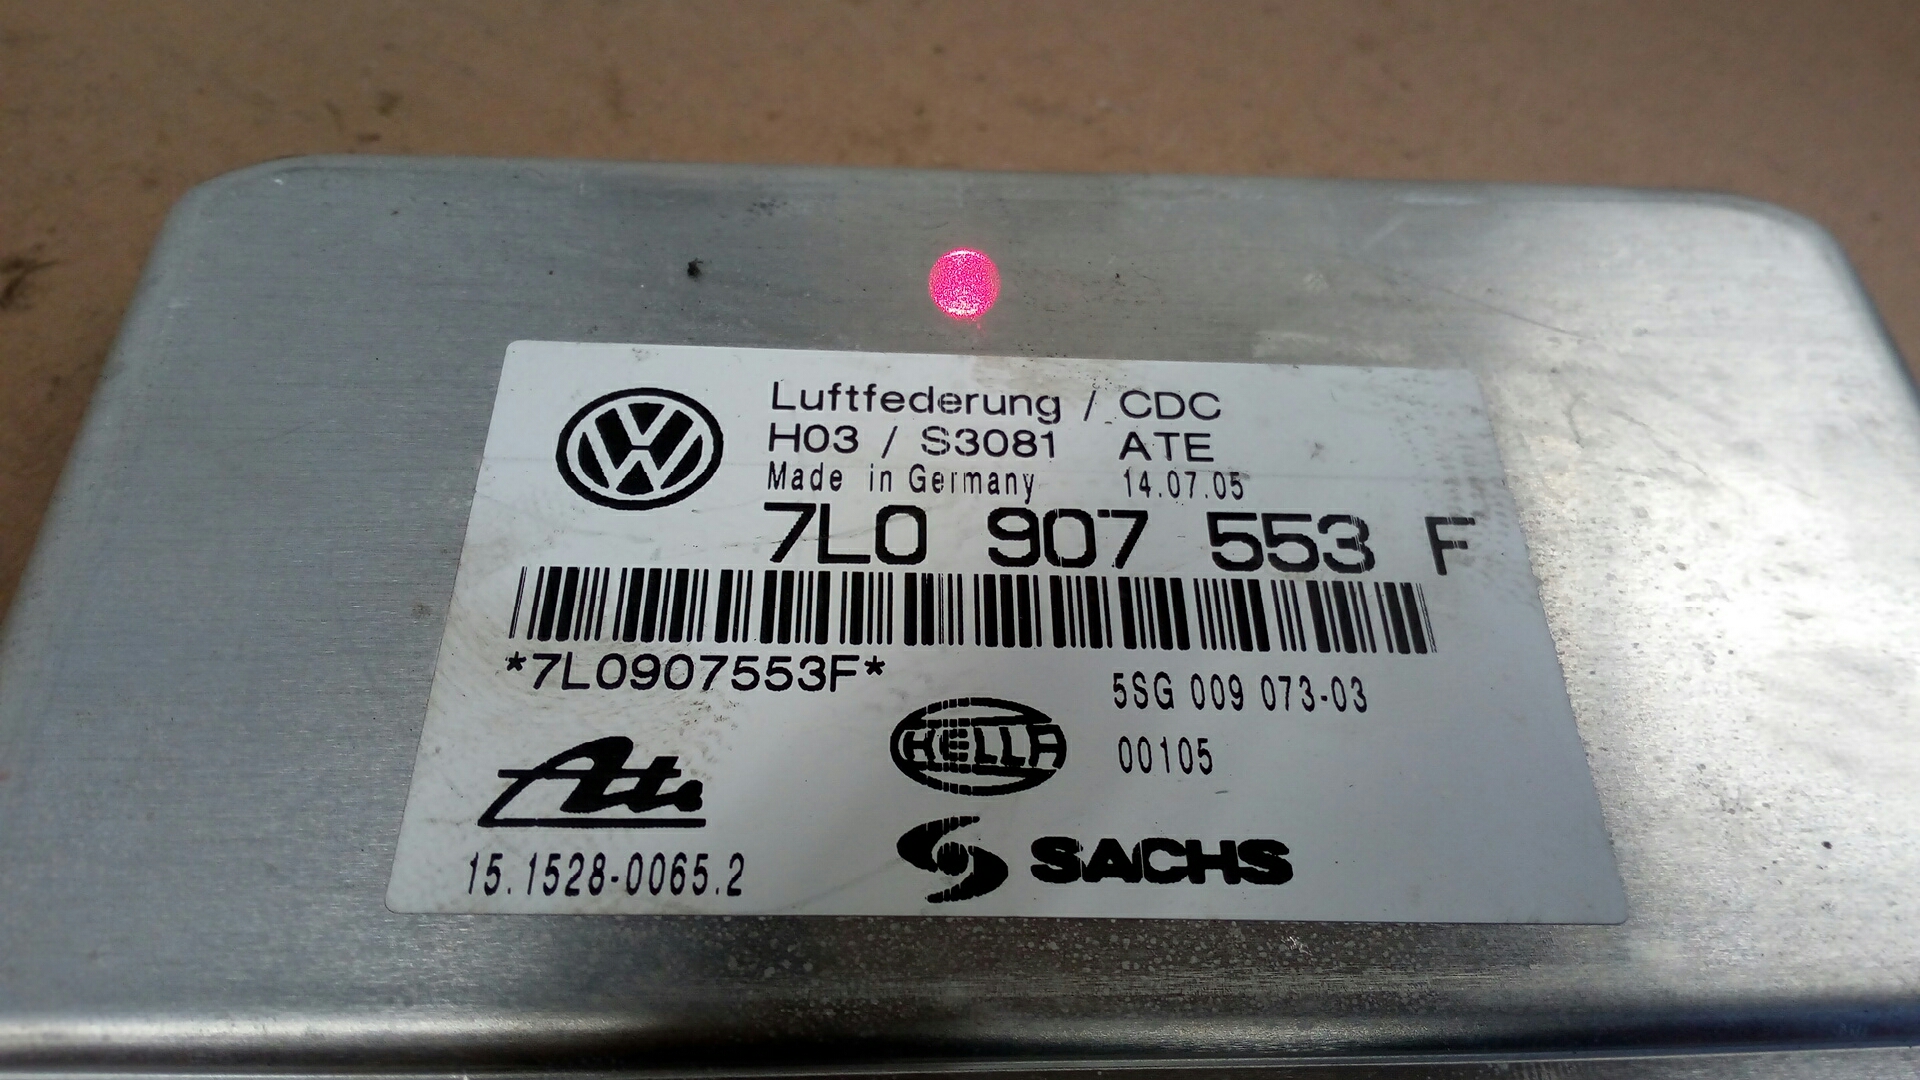 Luftfederung / CDC
H03 / S3081 ATE
Made in Germany 14.07.05
7L0 907 553 F
*7L0907553F*
5SG 009 073-03
HELLA
00105
Ate
15.1528-0065.2
SACHS